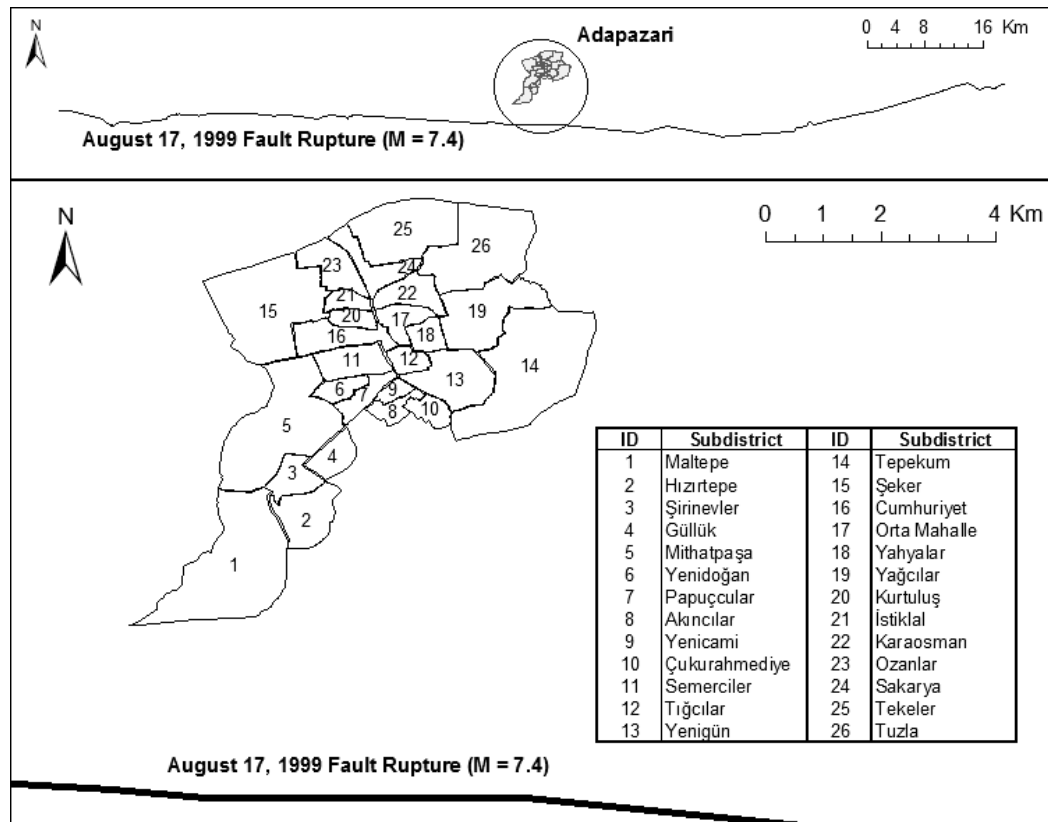 N
Adapazari
0 4 8 16 Km
August 17, 1999 Fault Rupture (M = 7.4)
N
0 1 2 4 Km
25
26
23
24
22
21
15
19
20
17
18
16
11
12
14
13
6
7
9
10
8
5
4
3
2
1
ID Subdistrict ID Subdistrict
1 Maltepe 14 Tepekum
2 Hızırtepe 15 Şeker
3 Şirinevler 16 Cumhuriyet
4 Güllük 17 Orta Mahalle
5 Mithatpaşa 18 Yahyalar
6 Yenidoğan 19 Yağcılar
7 Papuçcular 20 Kurtuluş
8 Akıncılar 21 İstiklal
9 Yenicami 22 Karaosman
10 Çukurahmediye 23 Ozanlar
11 Semerciler 24 Sakarya
12 Tığcılar 25 Tekeler
13 Yenigün 26 Tuzla
August 17, 1999 Fault Rupture (M = 7.4)